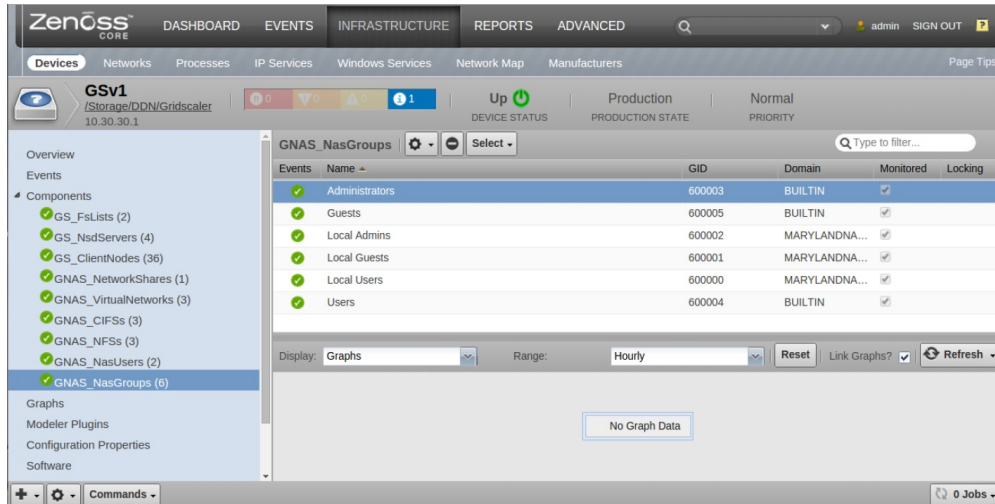 Zenōss CORE DASHBOARD EVENTS INFRASTRUCTURE REPORTS ADVANCED admin SIGN OUT ?
Devices Networks Processes IP Services Windows Services Network Map Manufacturers Page Tips
GSv1
/Storage/DDN/Gridscaler
10.30.30.1
0 0 0 1
Up
DEVICE STATUS
Production
PRODUCTION STATE
Normal
PRIORITY
Overview
Events
Components
GS_FsLists (2)
GS_NsdServers (4)
GS_ClientNodes (36)
GNAS_NetworkShares (1)
GNAS_VirtualNetworks (3)
GNAS_CIFSs (3)
GNAS_NFSs (3)
GNAS_NasUsers (2)
GNAS_NasGroups (6)
Graphs
Modeler Plugins
Configuration Properties
Software
GNAS_NasGroups Select Type to filter...
Events Name GID Domain Monitored Locking
Administrators 600003 BUILTIN
Guests 600005 BUILTIN
Local Admins 600002 MARYLANDNA...
Local Guests 600001 MARYLANDNA...
Local Users 600000 MARYLANDNA...
Users 600004 BUILTIN
Display: Graphs Range: Hourly Reset Link Graphs? Refresh
No Graph Data
Commands 0 Jobs